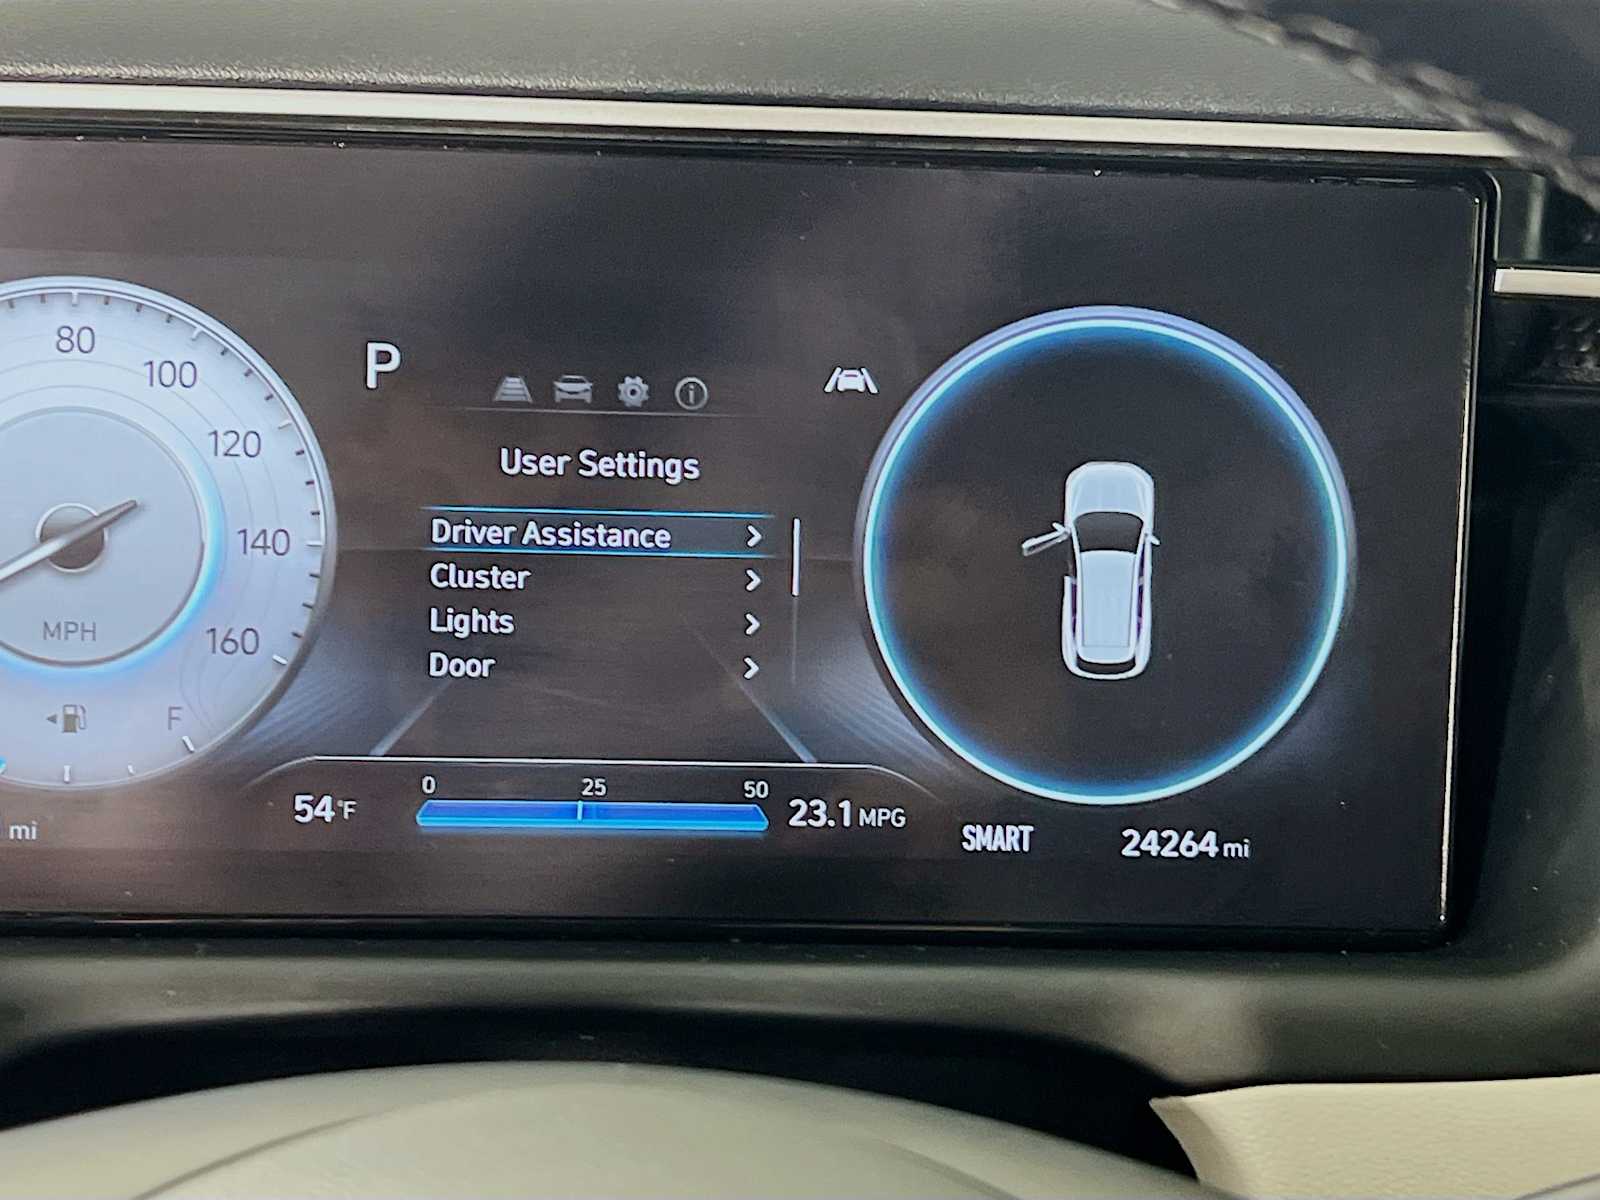 80
100
120
140
160
MPH
F
mi
P
User Settings
Driver Assistance
Cluster
Lights
Door
54°F
0 25 50
23.1 MPG
SMART
24264 mi